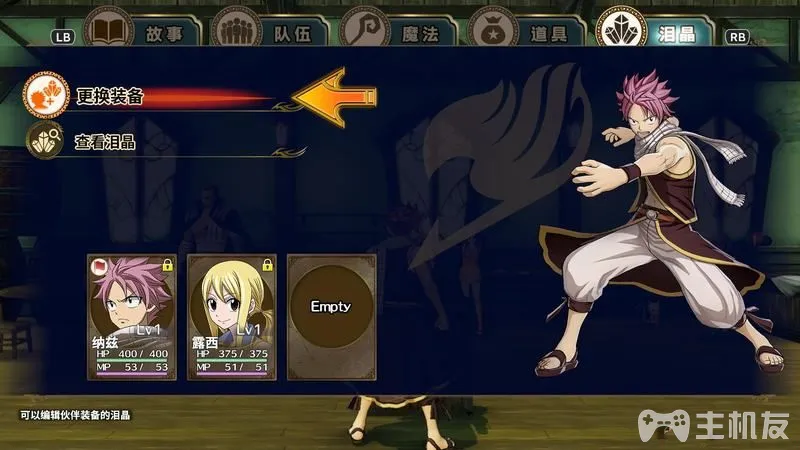 LB 故事 队伍 魔法 道具 泪晶 RB
更换装备
查看泪晶
Lv1
纳兹
HP 400/400
MP 53/53
Lv1
露西
HP 375/375
MP 51/51
Empty
可以编辑伙伴装备的泪晶
主机友